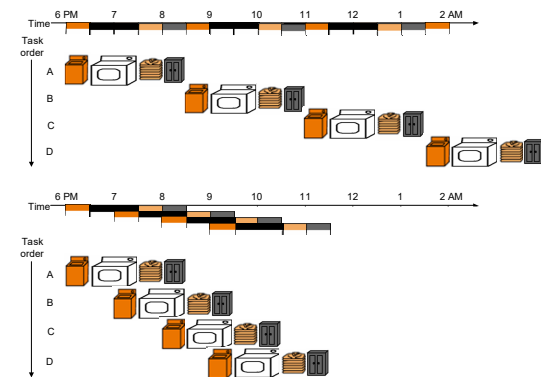 6 PM 7 8 9 10 11 12 1 2 AM
Time
Task
order
A
B
C
D
6 PM 7 8 9 10 11 12 1 2 AM
Time
Task
order
A
B
C
D